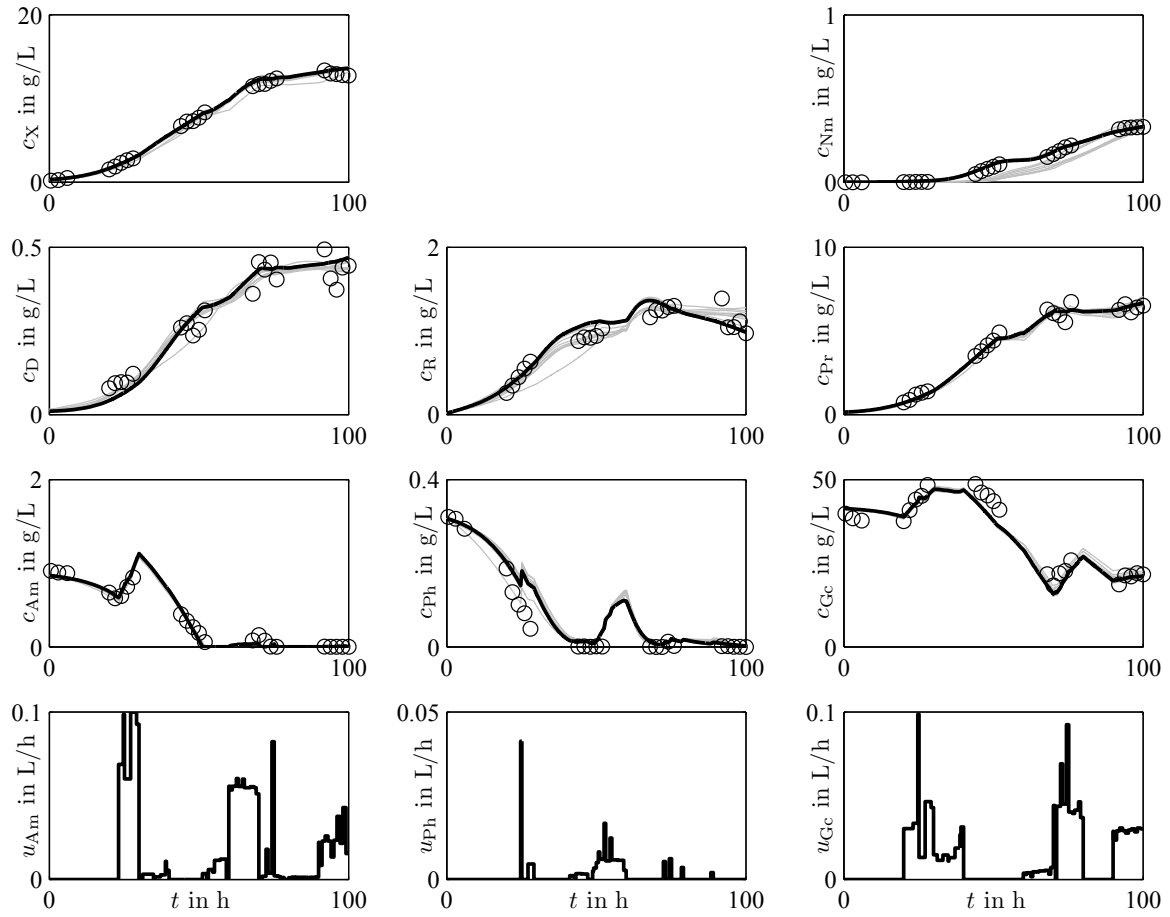 20 1
c_X in g/L c_Nm in g/L
0 0
0 100 0 100
0.5 2 10
c_D in g/L c_R in g/L c_Pr in g/L
0 0 0
0 100 0 100 0 100
2 0.4 50
c_Am in g/L c_Ph in g/L c_Gc in g/L
0 0 0
0 100 0 100 0 100
0.1 0.05 0.1
u_Am in L/h u_Ph in L/h u_Gc in L/h
0 0 0
0 t in h 100 0 t in h 100 0 t in h 100